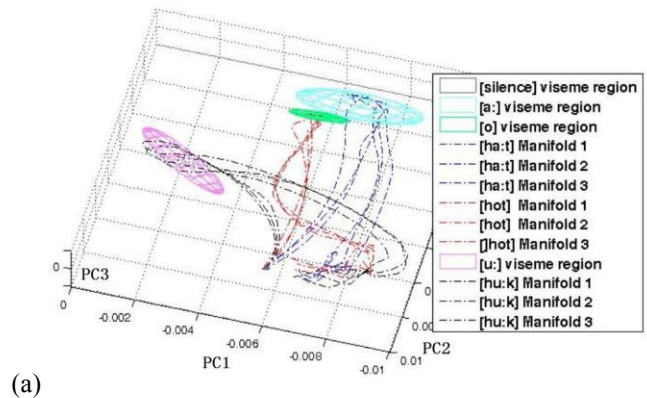 [silence] viseme region
[a:] viseme region
[o] viseme region
[ha:t] Manifold 1
[ha:t] Manifold 2
[ha:t] Manifold 3
[hot] Manifold 1
[hot] Manifold 2
[]hot] Manifold 3
[u:] viseme region
[hu:k] Manifold 1
[hu:k] Manifold 2
[hu:k] Manifold 3
0
PC3
0
-0.002
-0.004
-0.006
-0.008
-0.01
0.01
PC1
PC2
(a)